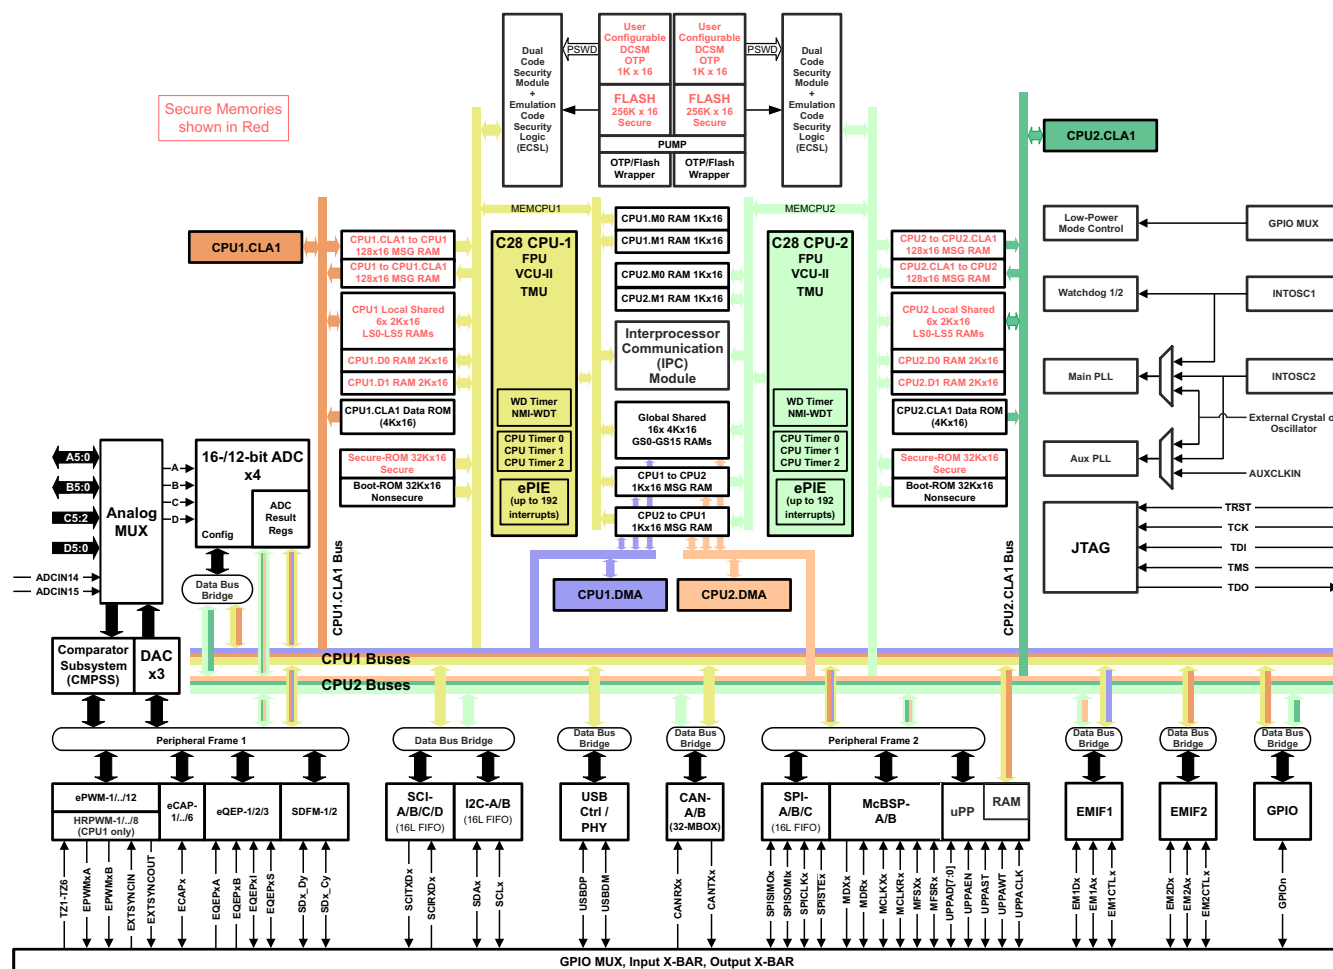 Secure Memories
shown in Red
Dual
Code
Security
Module
+
Emulation
Code
Security
Logic
(ECSL)
PSWD
User
Configurable
DCSM
OTP
1K x 16
User
Configurable
DCSM
OTP
1K x 16
PSWD
Dual
Code
Security
Module
+
Emulation
Code
Security
Logic
(ECSL)
FLASH
256K x 16
Secure
FLASH
256K x 16
Secure
PUMP
OTP/Flash
Wrapper
OTP/Flash
Wrapper
CPU2.CLA1
MEMCPU1
MEMCPU2
CPU1.CLA1
CPU1.CLA1 to CPU1
128x16 MSG RAM
CPU1 to CPU1.CLA1
128x16 MSG RAM
CPU1 Local Shared
6x 2Kx16
LS0-LS5 RAMs
CPU1.D0 RAM 2Kx16
CPU1.D1 RAM 2Kx16
CPU1.CLA1 Data ROM
(4Kx16)
Secure-ROM 32Kx16
Secure
Boot-ROM 32Kx16
Nonsecure
C28 CPU-1
FPU
VCU-II
TMU
WD Timer
NMI-WDT
CPU Timer 0
CPU Timer 1
CPU Timer 2
ePIE
(up to 192
interrupts)
CPU1.M0 RAM 1Kx16
CPU1.M1 RAM 1Kx16
CPU2.M0 RAM 1Kx16
CPU2.M1 RAM 1Kx16
Interprocessor
Communication
(IPC)
Module
Global Shared
16x 4Kx16
GS0-GS15 RAMs
CPU1 to CPU2
1Kx16 MSG RAM
CPU2 to CPU1
1Kx16 MSG RAM
C28 CPU-2
FPU
VCU-II
TMU
WD Timer
NMI-WDT
CPU Timer 0
CPU Timer 1
CPU Timer 2
ePIE
(up to 192
interrupts)
CPU2 to CPU2.CLA1
128x16 MSG RAM
CPU2.CLA1 to CPU2
128x16 MSG RAM
CPU2 Local Shared
6x 2Kx16
LS0-LS5 RAMs
CPU2.D0 RAM 2Kx16
CPU2.D1 RAM 2Kx16
CPU2.CLA1 Data ROM
(4Kx16)
Secure-ROM 32Kx16
Secure
Boot-ROM 32Kx16
Nonsecure
Low-Power
Mode Control
GPIO MUX
Watchdog 1/2
INTOSC1
Main PLL
INTOSC2
External Crystal o
Oscillator
Aux PLL
AUXCLKIN
JTAG
TRST
TCK
TDI
TMS
TDO
A5:0
B5:0
C5:2
D5:0
ADCIN14
ADCIN15
Analog
MUX
A
B
C
D
16-/12-bit ADC
x4
Config
ADC
Result
Regs
Data Bus
Bridge
CPU1.CLA1 Bus
CPU2.CLA1 Bus
CPU1.DMA
CPU2.DMA
Comparator
Subsystem
(CMPSS)
DAC
x3
CPU1 Buses
CPU2 Buses
Peripheral Frame 1
Data Bus Bridge
Data Bus
Bridge
Data Bus
Bridge
Peripheral Frame 2
Data Bus
Bridge
Data Bus
Bridge
Data Bus
Bridge
ePWM-1/../12
HRPWM-1/../8
(CPU1 only)
eCAP-
1/../6
eQEP-1/2/3
SDFM-1/2
SCI-
A/B/C/D
(16L FIFO)
I2C-A/B
(16L FIFO)
USB
Ctrl /
PHY
CAN-
A/B
(32-MBOX)
SPI-
A/B/C
(16L FIFO)
McBSP-
A/B
uPP
RAM
EMIF1
EMIF2
GPIO
TZ1-TZ6
EPWMxA
EPWMxB
EXTSYNCIN
EXTSYNCOUT
ECAPx
EQEPxA
EQEPxB
EQEPxI
EQEPxS
SDx_Dy
SDx_Cy
SCITXDx
SCIRXDx
SDAx
SCLx
USBDP
USBDM
CANRXx
CANTXx
SPISIMOx
SPISOMIx
SPICLKx
SPISTEx
MDXx
MDRx
MCLKXx
MCLKRx
MFSXx
MFSRx
UPPAD[7:0]
UPPAEN
UPPAST
UPPAWT
UPPACLK
EM1Dx
EM1Ax
EM1CTLx
EM2Dx
EM2Ax
EM2CTLx
GPIOn
GPIO MUX, Input X-BAR, Output X-BAR